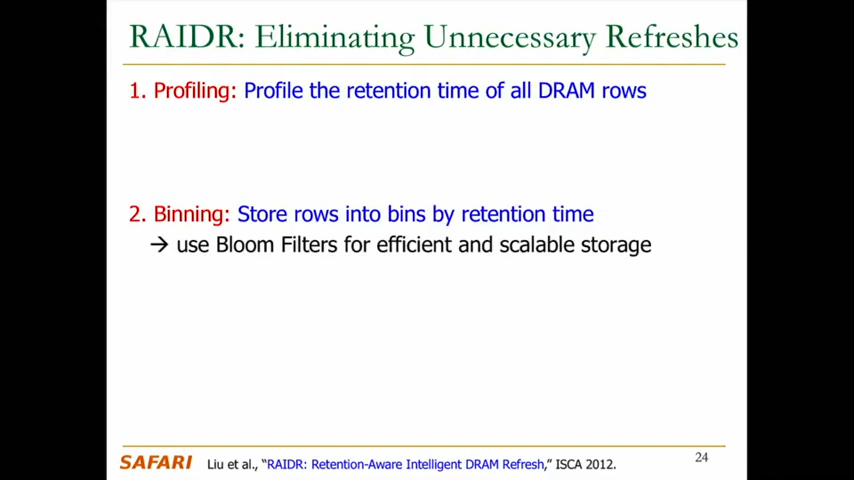 RAIDR: Eliminating Unnecessary Refreshes
1. Profiling: Profile the retention time of all DRAM rows
2. Binning: Store rows into bins by retention time
→ use Bloom Filters for efficient and scalable storage
SAFARI Liu et al., “RAIDR: Retention-Aware Intelligent DRAM Refresh,” ISCA 2012. 24